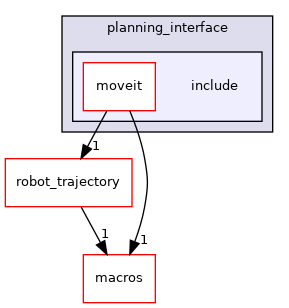 planning_interface
moveit
include
1
robot_trajectory
1
1
macros